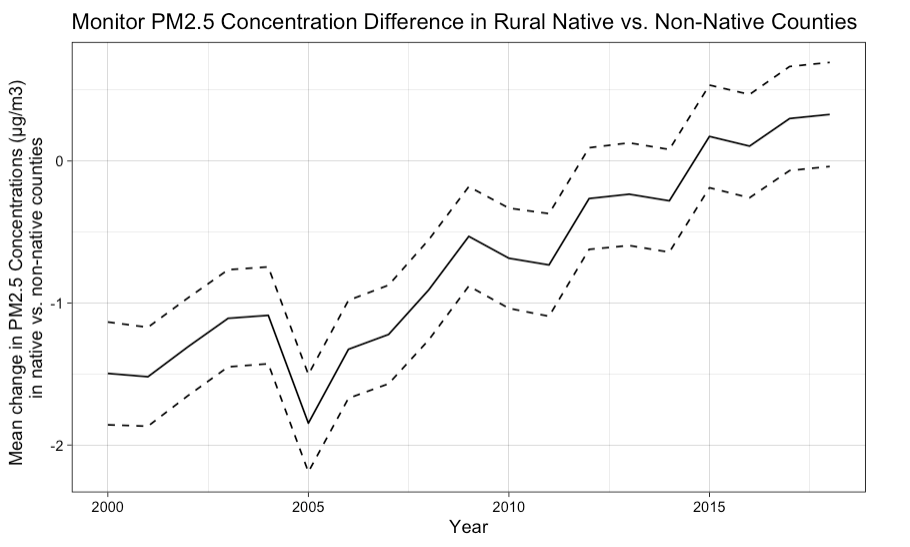 Monitor PM2.5 Concentration Difference in Rural Native vs. Non-Native Counties
Mean change in PM2.5 Concentrations (μg/m3)
in native vs. non-native counties
0
-1
-2
2000
2005
2010
2015
Year